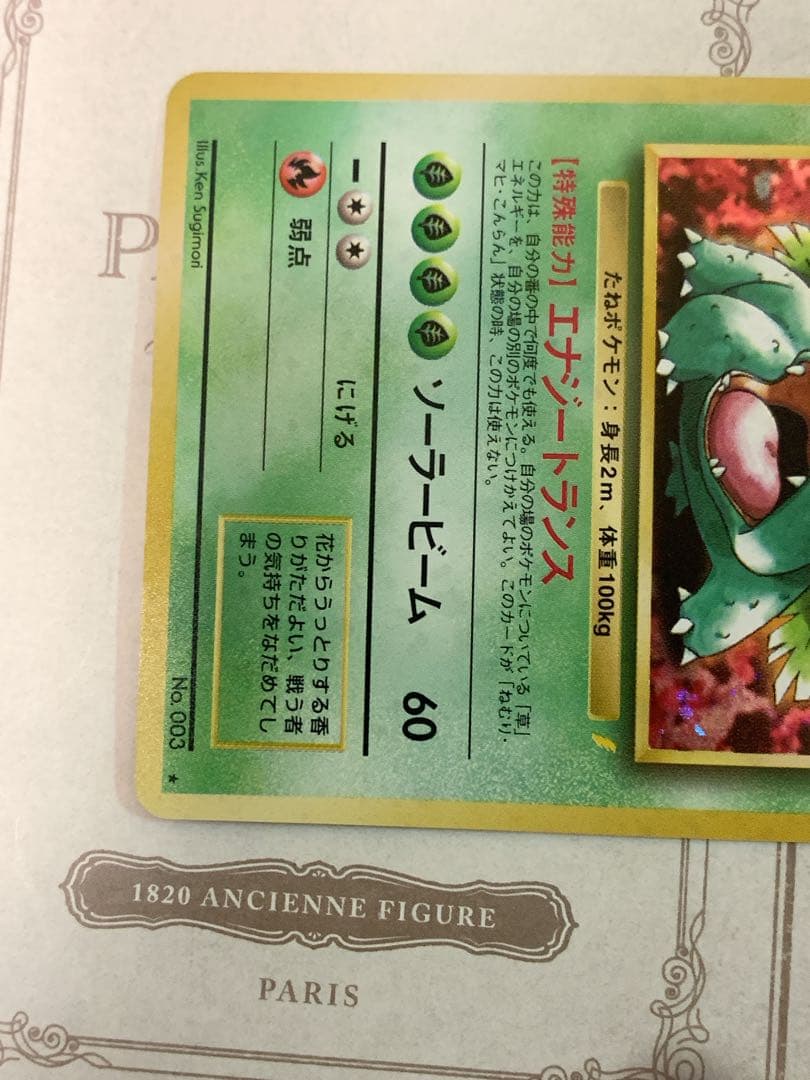 たねポケモン：身長2m、体重100kg
【特殊能力】エナジートランス
この力は、自分の番の中で何度でも使える。自分の場のポケモンについている「草」
エネルギーを、自分の場の別のポケモンにつけかえてよい。このカードが「ねむり・
マヒ・こんらん」状態の時、この力は使えない。
ソーラービーム 60
にげる
弱点
花からうっとりする香
りがただよい、戦う者
の気持ちをなだめてし
まう。
Illus. Ken Sugimori
No. 003 ★
P
1820 ANCIENNE FIGURE
PARIS